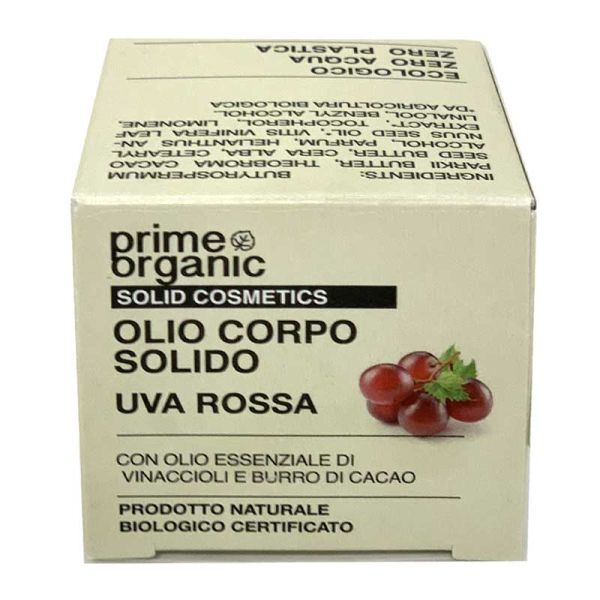 prime
organic
SOLID COSMETICS
OLIO CORPO
SOLIDO
UVA ROSSA
CON OLIO ESSENZIALE DI
VINACCIOLI E BURRO DI CACAO
PRODOTTO NATURALE
BIOLOGICO CERTIFICATO
INGREDIENTS: BUTYROSPERMUM
PARKII BUTTER, THEOBROMA CACAO
SEED BUTTER, CERA ALBA, CETEARYL
ALCOHOL, PARFUM, HELIANTHUS AN-
NUUS SEED OIL*, VITIS VINIFERA LEAF
EXTRACT*, TOCOPHEROL, LIMONENE,
LINALOOL, BENZYL ALCOHOL
*DA AGRICOLTURA BIOLOGICA
ECOLOGICO
ZERO ACQUA
ZERO PLASTICA